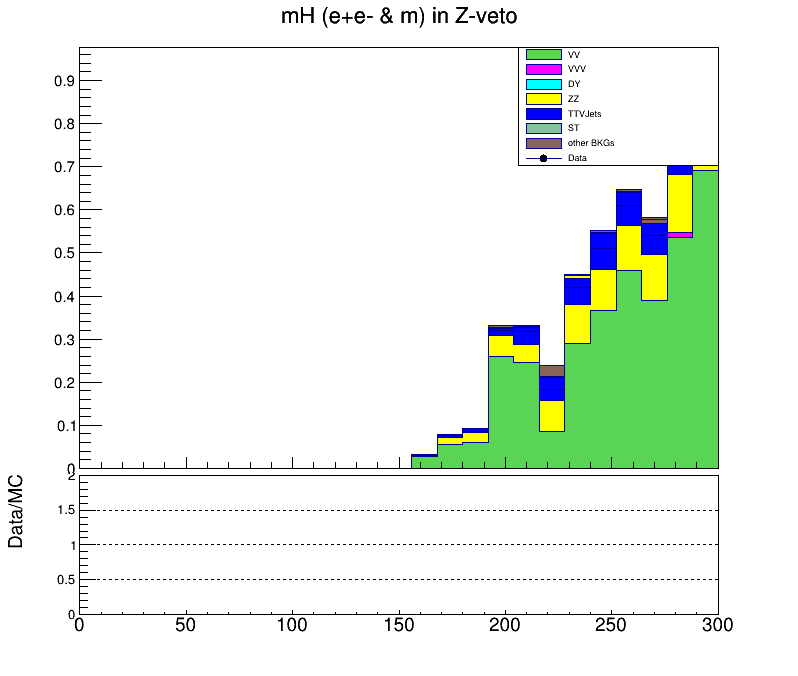 mH (e+e- & m) in Z-veto
VV
VVV
DY
ZZ
TTVJets
ST
other BKGs
Data
0.9
0.8
0.7
0.6
0.5
0.4
0.3
0.2
0.1
0
2
1.5
1
0.5
0
Data/MC
0 50 100 150 200 250 300